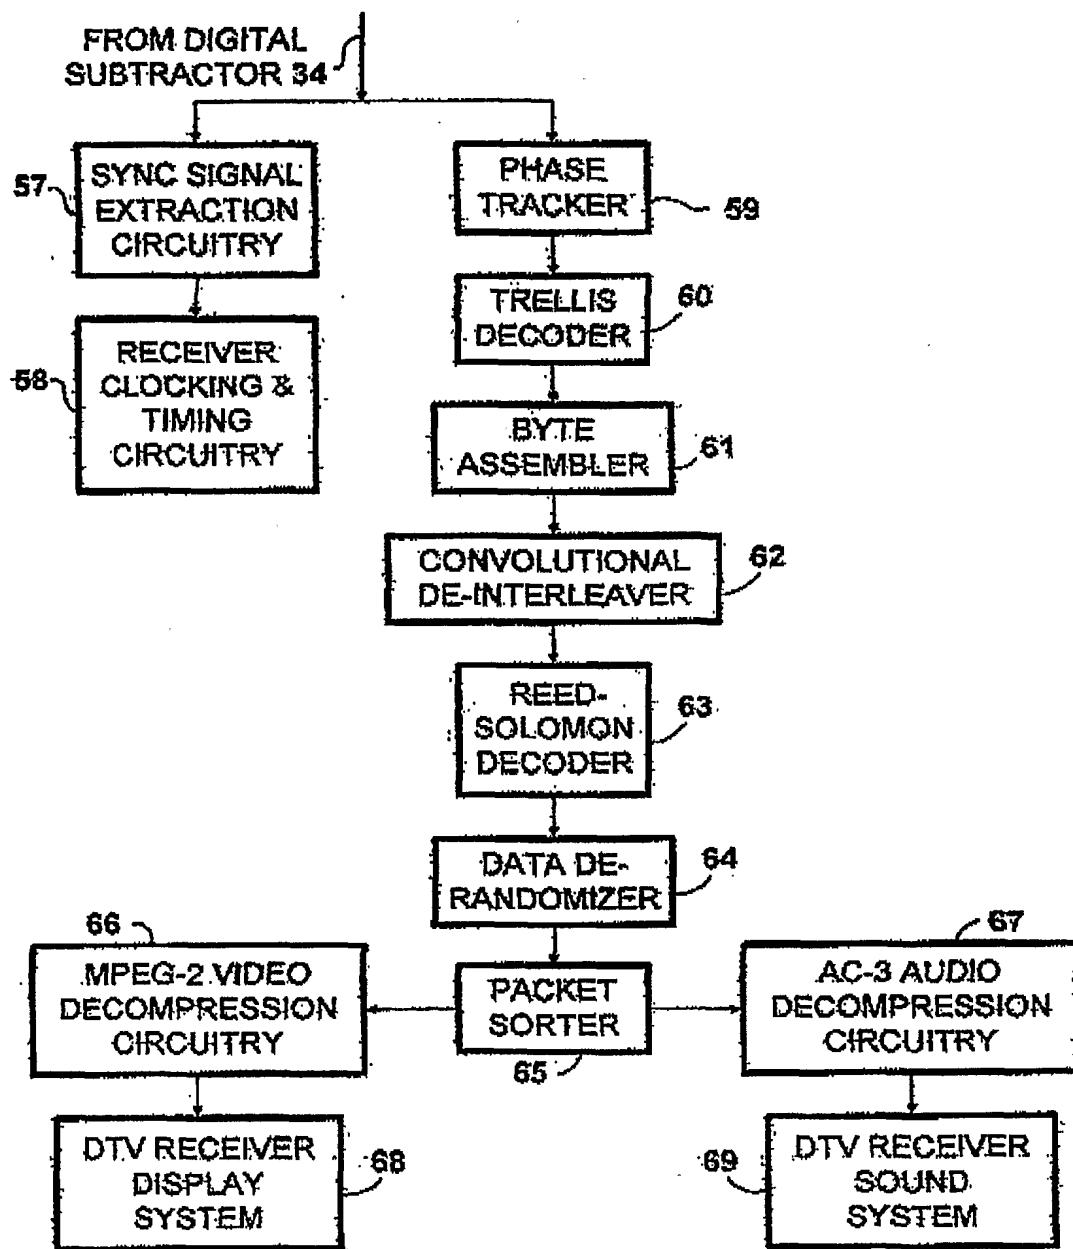 FROM DIGITAL
SUBTRACTOR 34
57
SYNC SIGNAL
EXTRACTION
CIRCUITRY
PHASE
TRACKER
59
58
RECEIVER
CLOCKING &
TIMING
CIRCUITRY
TRELLIS
DECODER
60
BYTE
ASSEMBLER
61
CONVOLUTIONAL
DE-INTERLEAVER
62
REED-
SOLOMON
DECODER
63
DATA DE-
RANDOMIZER
64
66
MPEG-2 VIDEO
DECOMPRESSION
CIRCUITRY
PACKET
SORTER
65
67
AC-3 AUDIO
DECOMPRESSION
CIRCUITRY
DTV RECEIVER
DISPLAY
SYSTEM
68
69
DTV RECEIVER
SOUND
SYSTEM